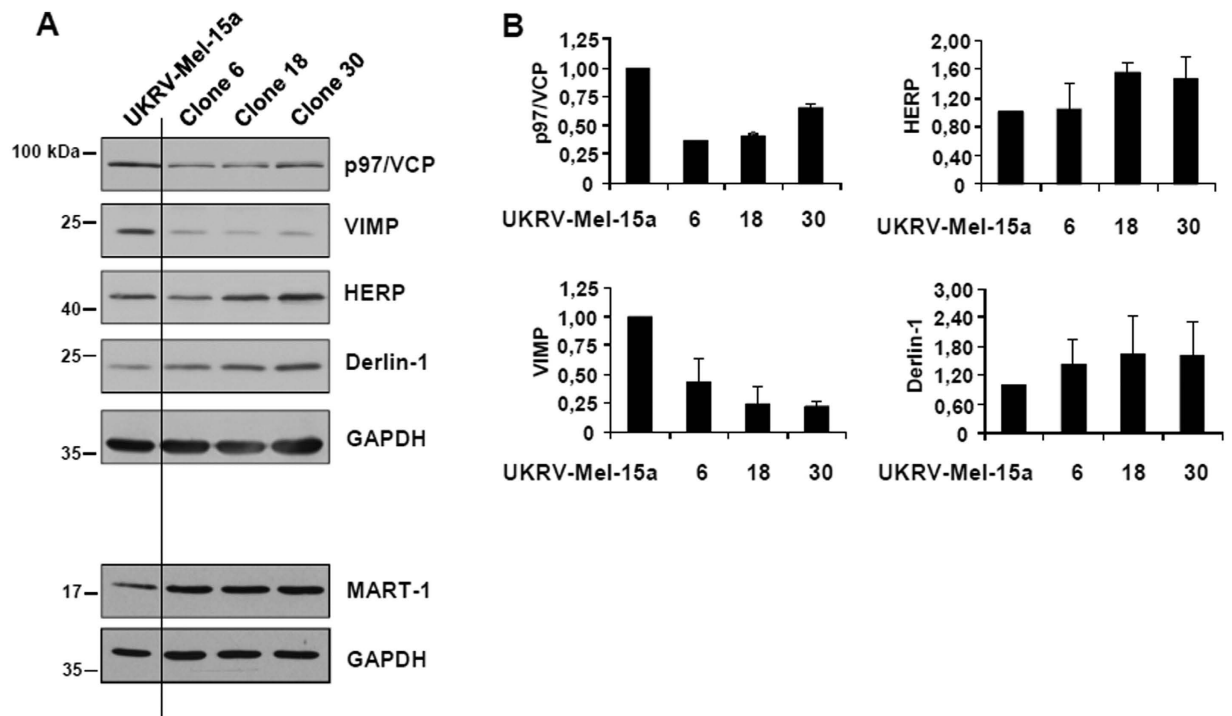 A
UKRV-Mel-15a
Clone 6
Clone 18
Clone 30
100 kDa
p97/VCP
25
VIMP
HERP
40
25
Derlin-1
GAPDH
35
17
MART-1
GAPDH
35
B
1,25
1,00
0,75
0,50
0,25
0
p97/VCP
UKRV-Mel-15a 6 18 30
2,00
1,60
1,20
0,80
0,40
0
HERP
UKRV-Mel-15a 6 18 30
1,25
1,00
0,75
0,50
0,25
0
VIMP
UKRV-Mel-15a 6 18 30
3,00
2,40
1,80
1,20
0,60
0
Derlin-1
UKRV-Mel-15a 6 18 30